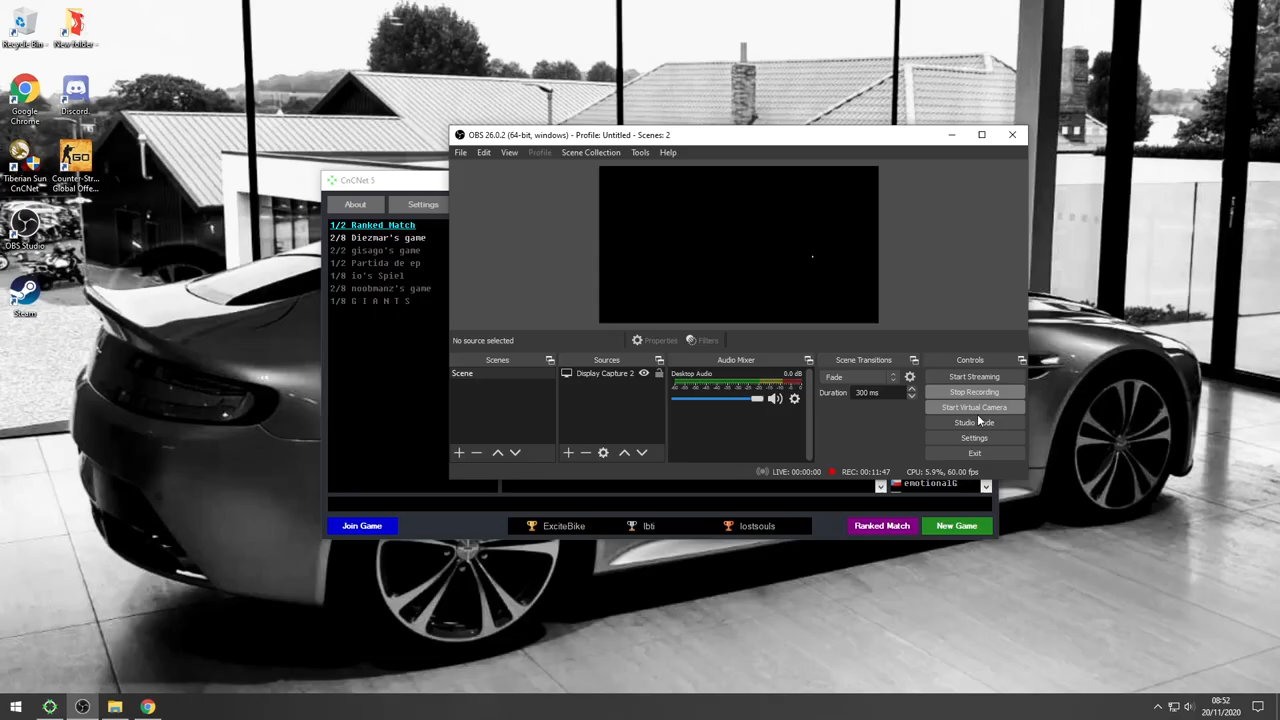 Recycle Bin
New folder
Google
Chrome
Discord.
Tiberian Sun
CnCNet
Counter-Str...
Global Offe...
OBS Studio
Steam
CnCNet 5
About
Settings
1/2 Ranked Match
2/8 Diezmar's game
2/2 gisago's game
1/2 Partida de ep
1/8 io's Spiel
2/8 noobmanz's game
1/8 G I A N T S
OBS 26.0.2 (64-bit, windows) - Profile: Untitled - Scenes: 2
File Edit View Profile Scene Collection Tools Help
No source selected
Properties
Filters
Scenes
Scene
Sources
Display Capture 2
Audio Mixer
Desktop Audio
0.0 dB
Scene Transitions
Fade
Duration 300 ms
Controls
Start Streaming
Stop Recording
Start Virtual Camera
Studio Mode
Settings
Exit
LIVE: 00:00:00
REC: 00:11:47
CPU: 5.9%, 60.00 fps
emotionalG
Join Game
ExciteBike
lbti
lostsouls
Ranked Match
New Game
08:52
20/11/2020